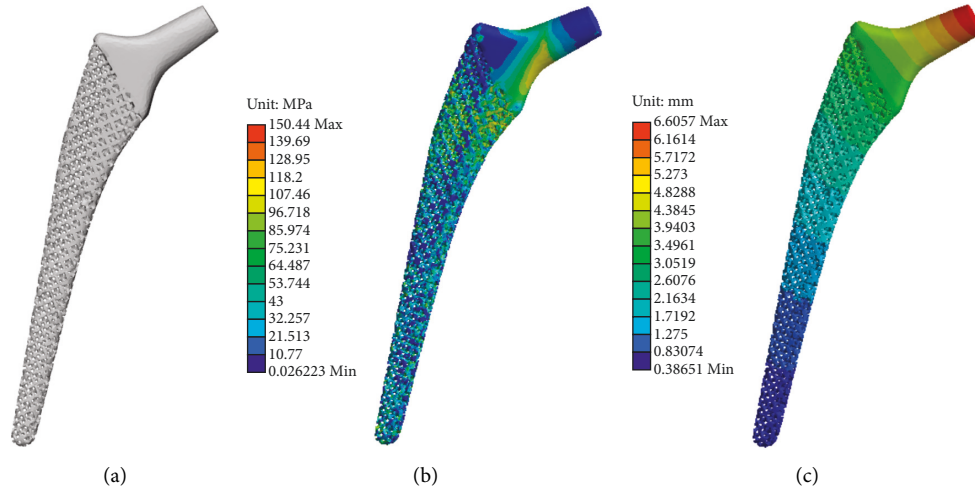 Unit: MPa
150.44 Max
139.69
128.95
118.2
107.46
96.718
85.974
75.231
64.487
53.744
43
32.257
21.513
10.77
0.026223 Min
Unit: mm
6.6057 Max
6.1614
5.7172
5.273
4.8288
4.3845
3.9403
3.4961
3.0519
2.6076
2.1634
1.7192
1.275
0.83074
0.38651 Min
(a)
(b)
(c)